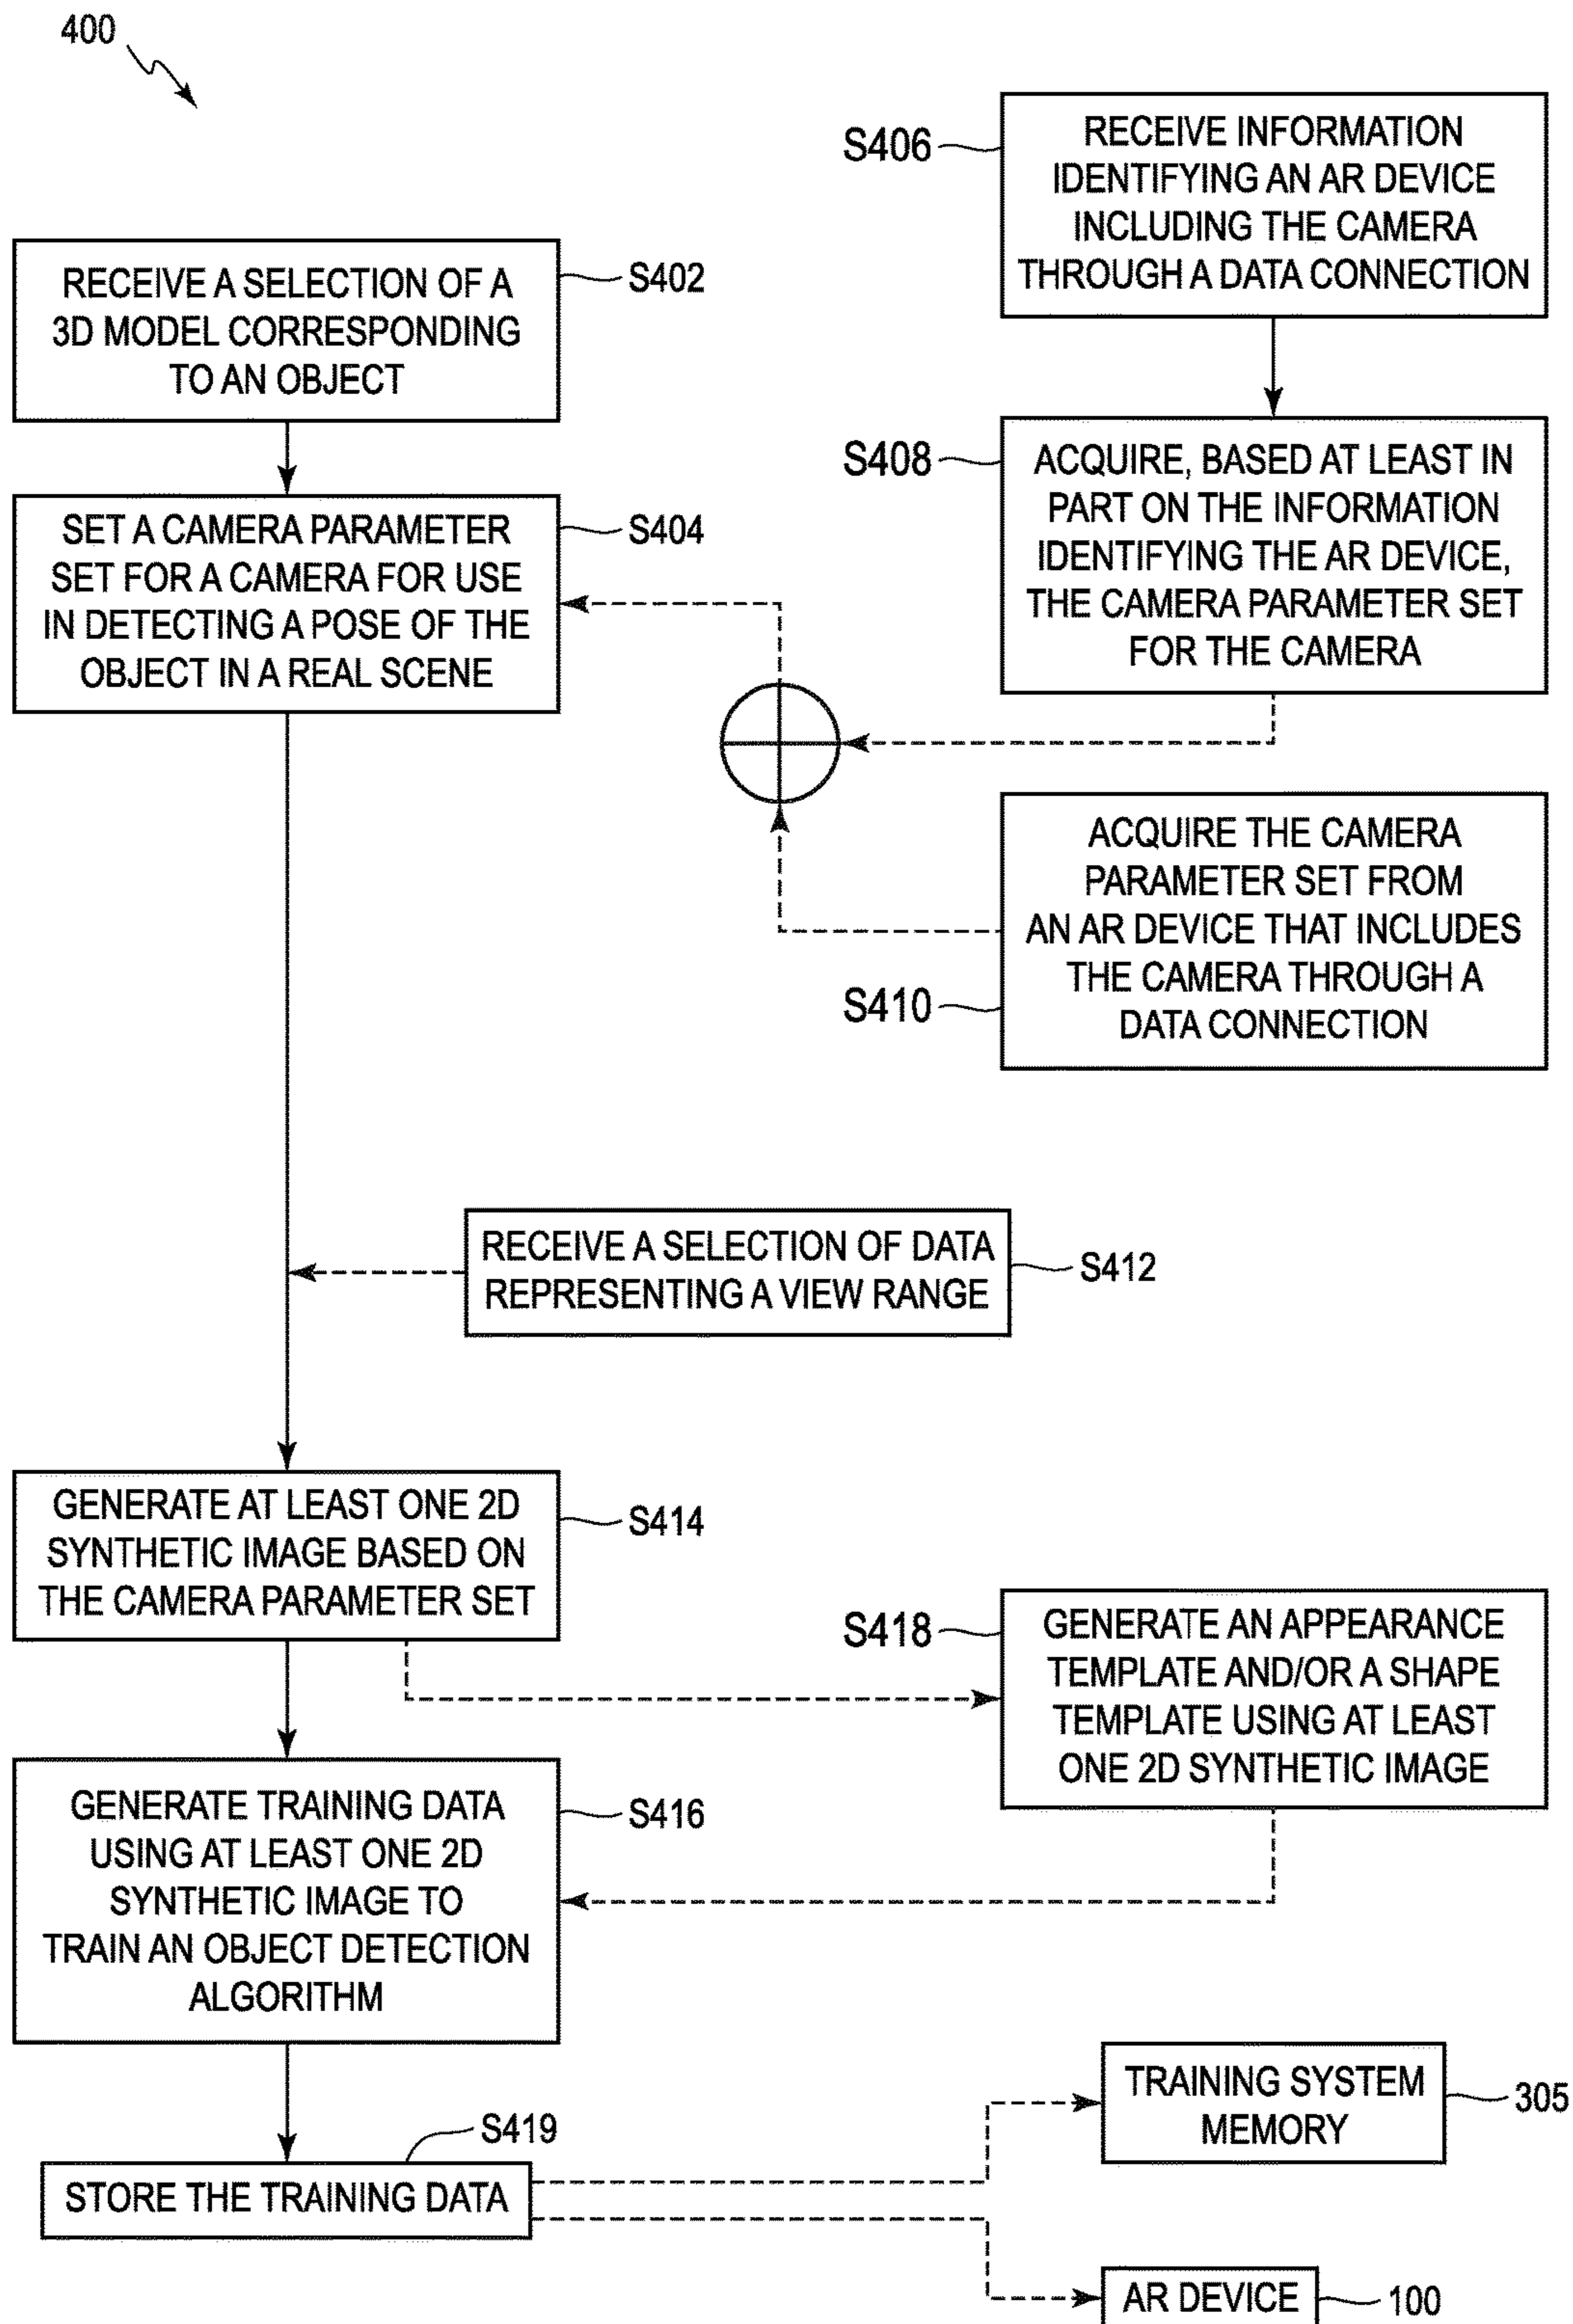 400
S406
RECEIVE INFORMATION
IDENTIFYING AN AR DEVICE
INCLUDING THE CAMERA
THROUGH A DATA CONNECTION
RECEIVE A SELECTION OF A
3D MODEL CORRESPONDING
TO AN OBJECT
S402
S408
ACQUIRE, BASED AT LEAST IN
PART ON THE INFORMATION
IDENTIFYING THE AR DEVICE,
THE CAMERA PARAMETER SET
FOR THE CAMERA
SET A CAMERA PARAMETER
SET FOR A CAMERA FOR USE
IN DETECTING A POSE OF THE
OBJECT IN A REAL SCENE
S404
ACQUIRE THE CAMERA
PARAMETER SET FROM
AN AR DEVICE THAT INCLUDES
THE CAMERA THROUGH A
DATA CONNECTION
S410
RECEIVE A SELECTION OF DATA
REPRESENTING A VIEW RANGE
S412
GENERATE AT LEAST ONE 2D
SYNTHETIC IMAGE BASED ON
THE CAMERA PARAMETER SET
S414
S418
GENERATE AN APPEARANCE
TEMPLATE AND/OR A SHAPE
TEMPLATE USING AT LEAST
ONE 2D SYNTHETIC IMAGE
GENERATE TRAINING DATA
USING AT LEAST ONE 2D
SYNTHETIC IMAGE TO
TRAIN AN OBJECT DETECTION
ALGORITHM
S416
TRAINING SYSTEM
MEMORY
305
S419
STORE THE TRAINING DATA
AR DEVICE
100